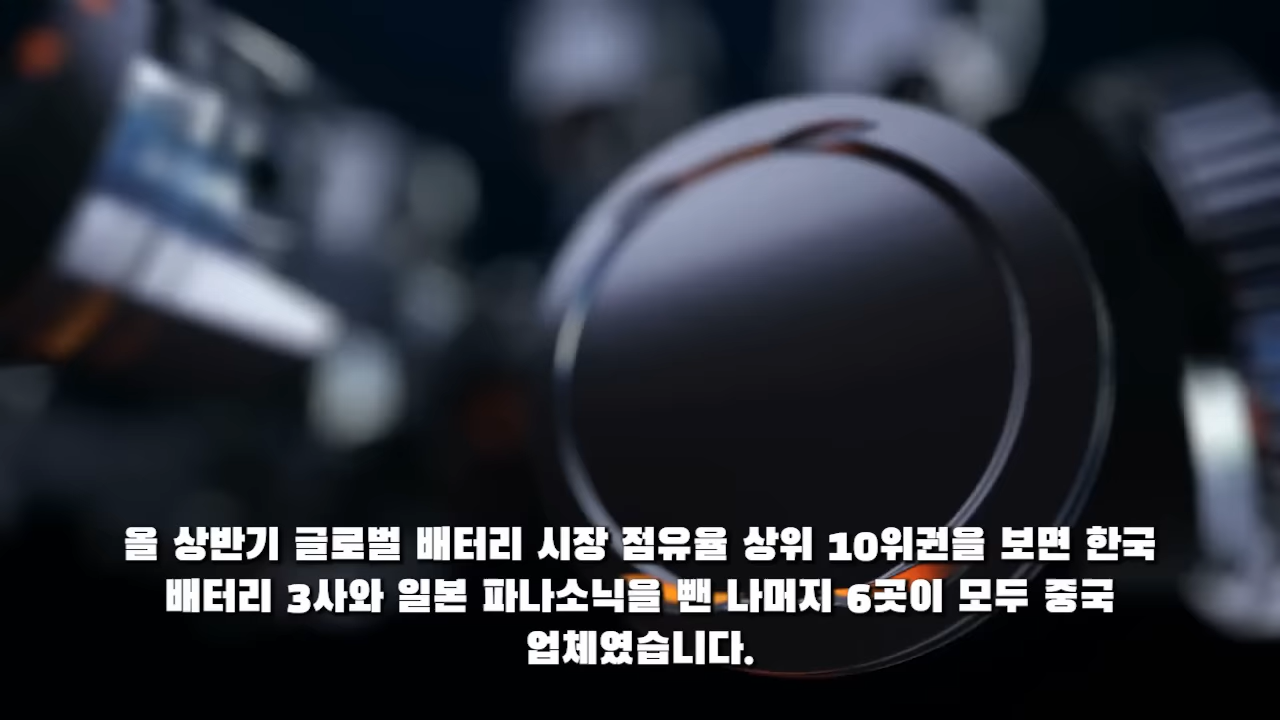 올 상반기 글로벌 배터리 시장 점유율 상위 10위권을 보면 한국
배터리 3사와 일본 파나소닉을 뺀 나머지 6곳이 모두 중국
업체였습니다.